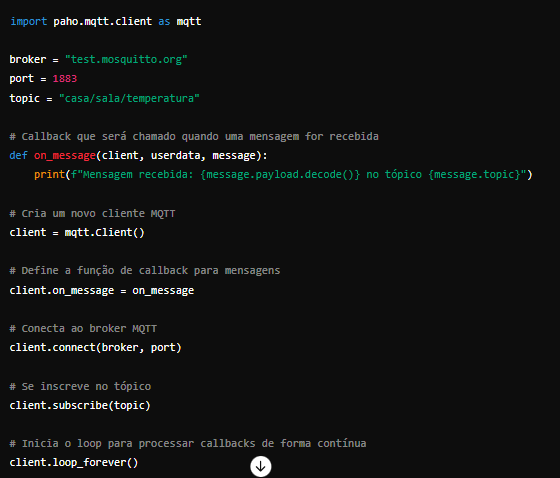 import paho.mqtt.client as mqtt
broker = "test.mosquitto.org"
port = 1883
topic = "casa/sala/temperatura"
# Callback que será chamado quando uma mensagem for recebida
def on_message(client, userdata, message):
    print(f"Mensagem recebida: {message.payload.decode()} no tópico {message.topic}")
# Cria um novo cliente MQTT
client = mqtt.Client()
# Define a função de callback para mensagens
client.on_message = on_message
# Conecta ao broker MQTT
client.connect(broker, port)
# Se inscreve no tópico
client.subscribe(topic)
# Inicia o loop para processar callbacks de forma contínua
client.loop_forever()